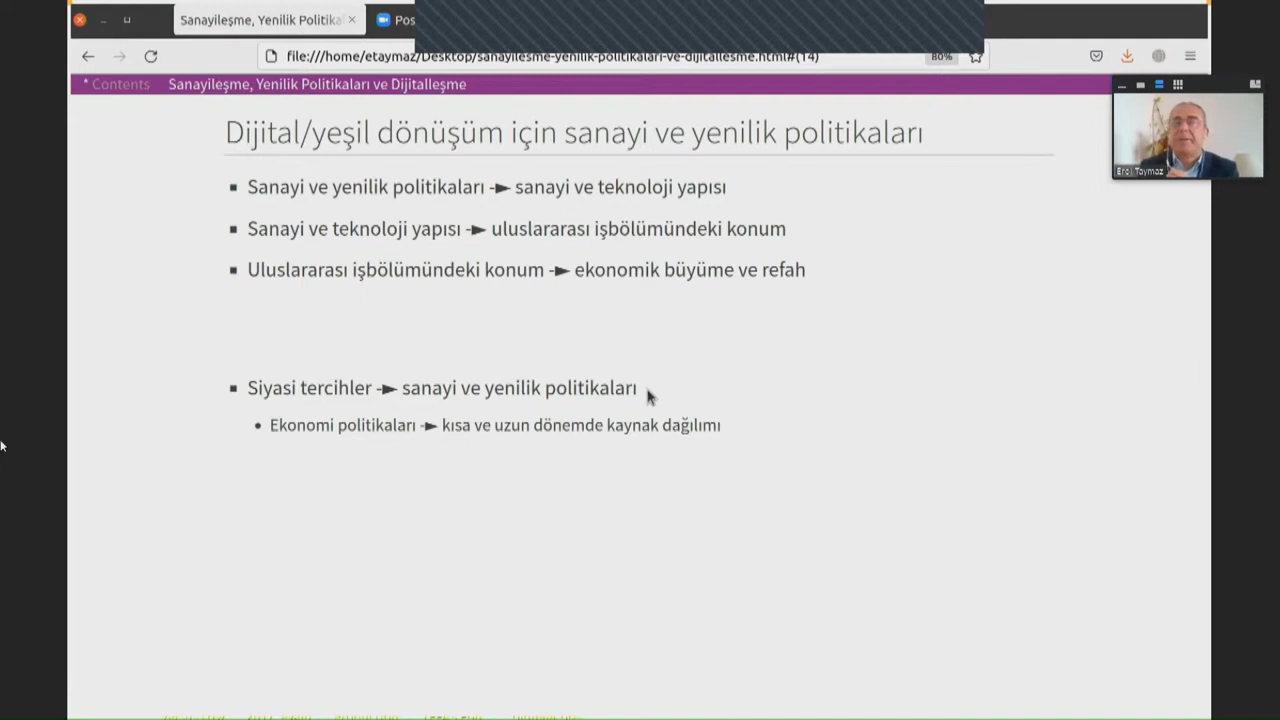 Sanayileşme, Yenilik Politika
Pos
file:///home/etaymaz/Desktop/sanayilesme-yenilik-politikalari-ve-dijitallesme.html#(14)
80%
* Contents Sanayileşme, Yenilik Politikaları ve Dijitalleşme
Erol Taymaz
Dijital/yeşil dönüşüm için sanayi ve yenilik politikaları
Sanayi ve yenilik politikaları → sanayi ve teknoloji yapısı
Sanayi ve teknoloji yapısı → uluslararası işbölümündeki konum
Uluslararası işbölümündeki konum → ekonomik büyüme ve refah
Siyasi tercihler → sanayi ve yenilik politikaları
Ekonomi politikaları → kısa ve uzun dönemde kaynak dağılımı